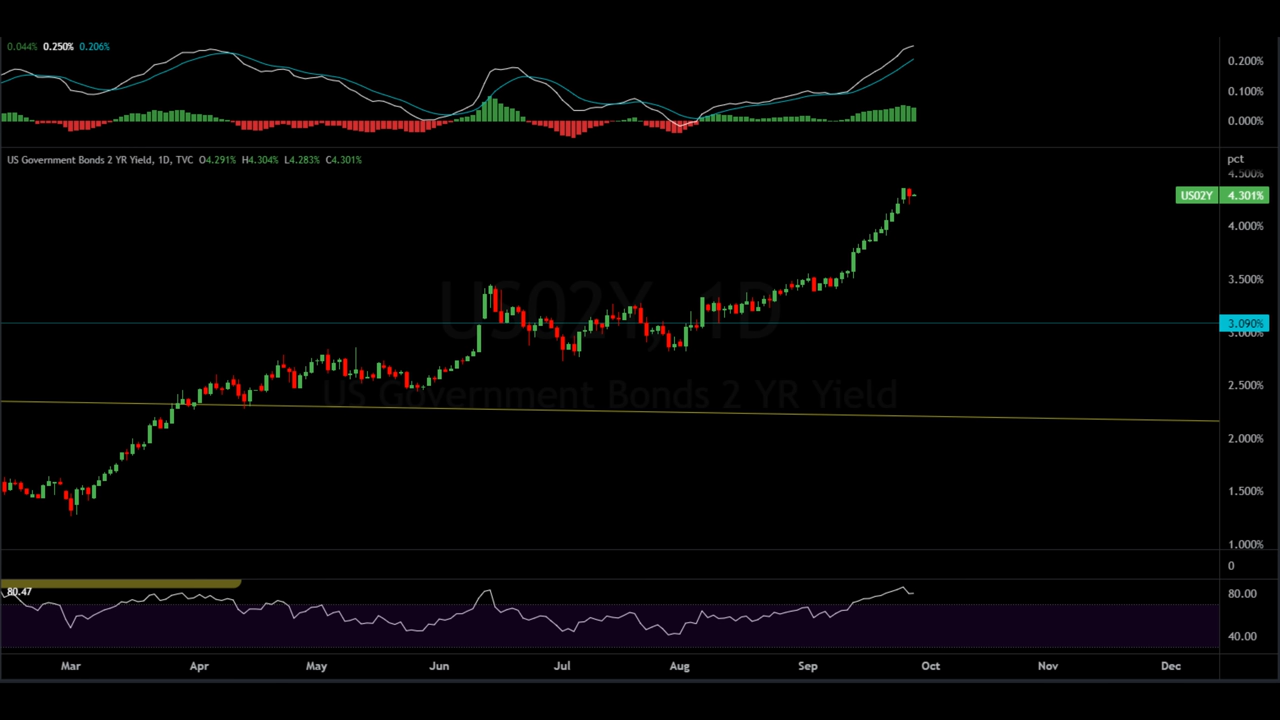 0.044% 0.250% 0.206%
0.200%
0.100%
0.000%
US Government Bonds 2 YR Yield, 1D, TVC O4.291% H4.304% L4.283% C4.301%
pct
4.500%
US02Y 4.301%
4.000%
3.500%
US02Y, 1D
3.090%
3.000%
2.500%
US Government Bonds 2 YR Yield
2.000%
1.500%
1.000%
0
80.47
80.00
40.00
Mar Apr May Jun Jul Aug Sep Oct Nov Dec